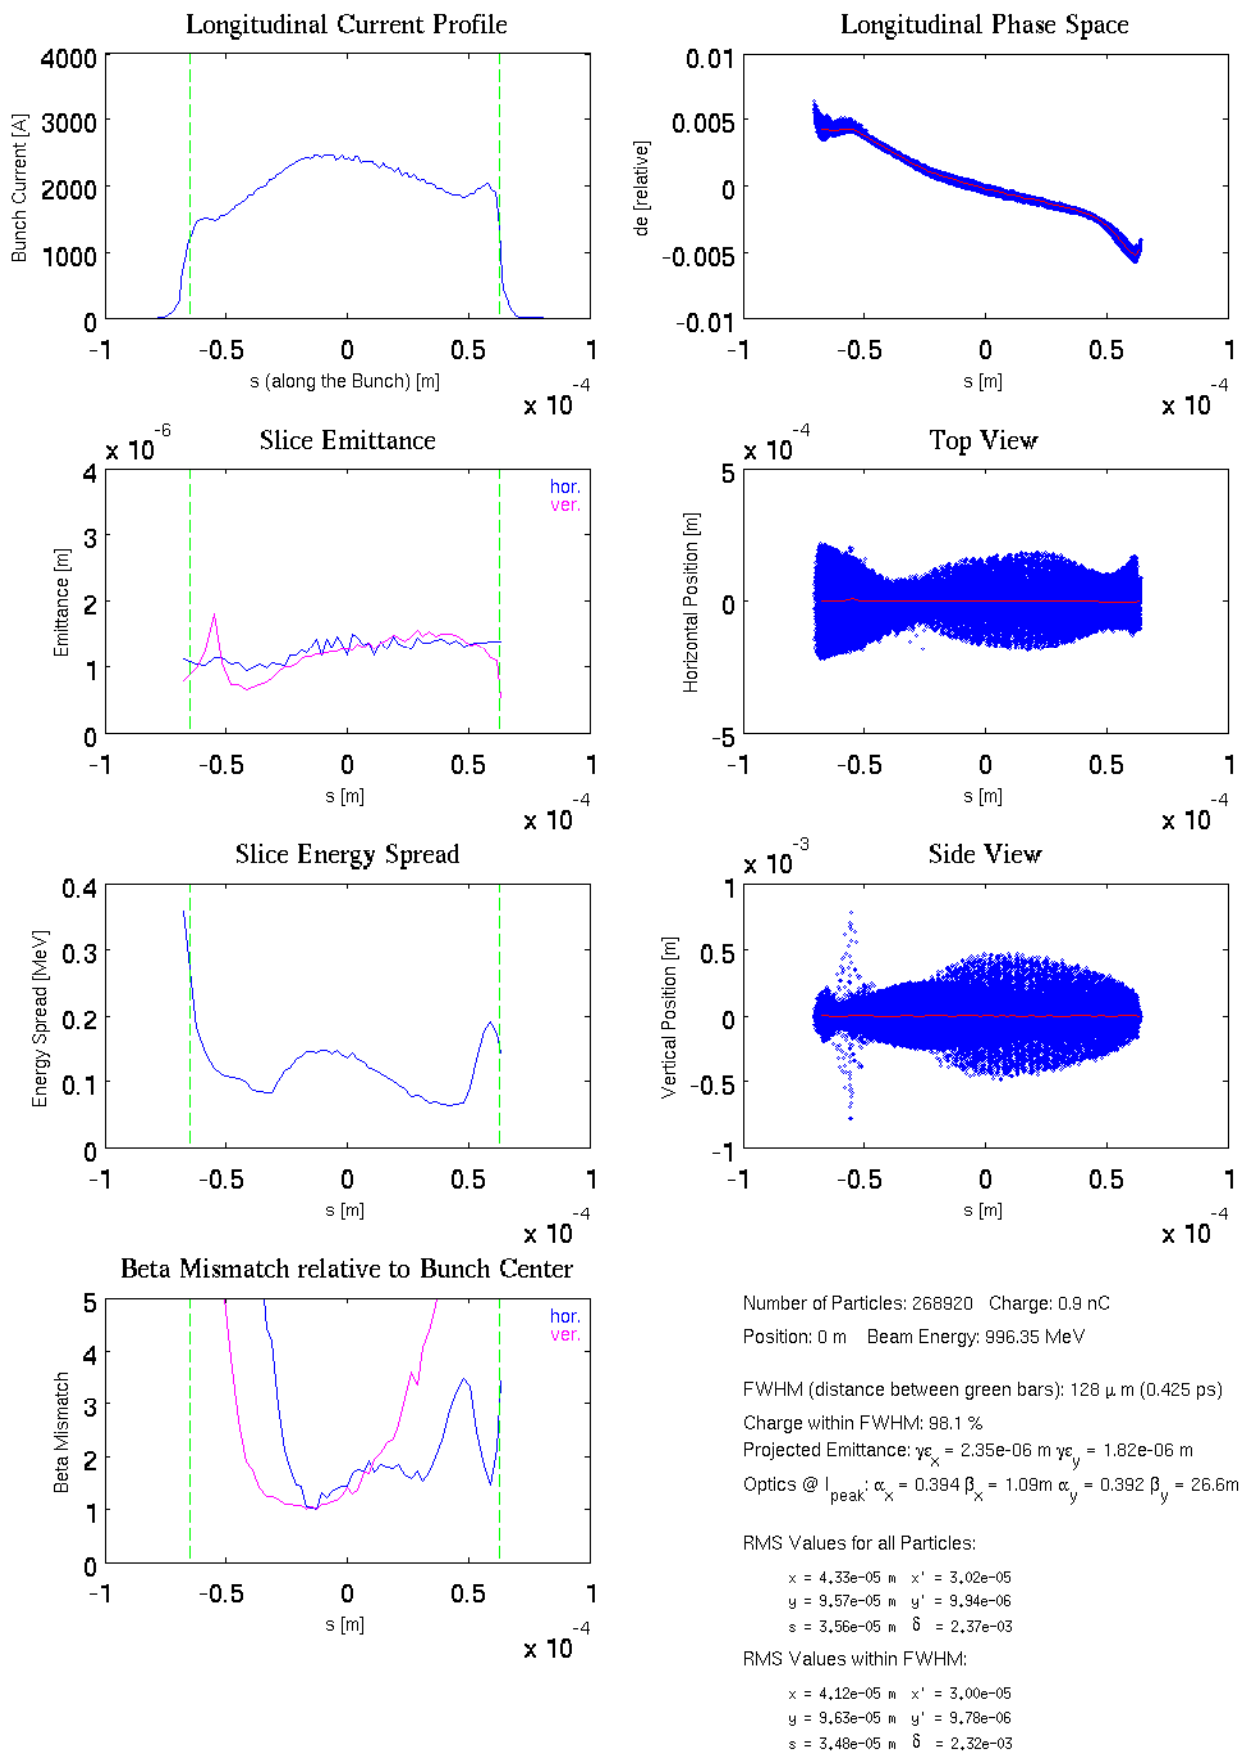 Longitudinal Current Profile
4000
3000
2000
1000
0
Bunch Current [A]
−1
−0.5
0
0.5
1
s (along the Bunch) [m]
x 10^-4
Longitudinal Phase Space
0.01
0.005
0
−0.005
−0.01
de [relative]
−1
−0.5
0
0.5
1
s [m]
x 10^-4
x 10^-6
Slice Emittance
4
3
2
1
0
Emittance [m]
hor.
ver.
−1
−0.5
0
0.5
1
s [m]
x 10^-4
x 10^-4
Top View
5
0
−5
Horizontal Position [m]
−1
−0.5
0
0.5
1
s [m]
x 10^-4
Slice Energy Spread
0.4
0.3
0.2
0.1
0
Energy Spread [MeV]
−1
−0.5
0
0.5
1
s [m]
x 10^-4
x 10^-3
Side View
1
0.5
0
−0.5
−1
Vertical Position [m]
−1
−0.5
0
0.5
1
s [m]
x 10^-4
Beta Mismatch relative to Bunch Center
5
4
3
2
1
0
Beta Mismatch
hor.
ver.
−1
−0.5
0
0.5
1
s [m]
x 10^-4
Number of Particles: 268920 Charge: 0.9 nC
Position: 0 m Beam Energy: 996.35 MeV
FWHM (distance between green bars): 128 μ m (0.425 ps)
Charge within FWHM: 98.1 %
Projected Emittance: γε_x = 2.35e-06 m γε_y = 1.82e-06 m
Optics @ I_peak: α_x = 0.394 β_x = 1.09m α_y = 0.392 β_y = 26.6m
RMS Values for all Particles:
x = 4.33e-05 m x' = 3.02e-05
y = 9.57e-05 m y' = 9.94e-06
s = 3.56e-05 m δ = 2.37e-03
RMS Values within FWHM:
x = 4.12e-05 m x' = 3.00e-05
y = 9.63e-05 m y' = 9.78e-06
s = 3.48e-05 m δ = 2.32e-03